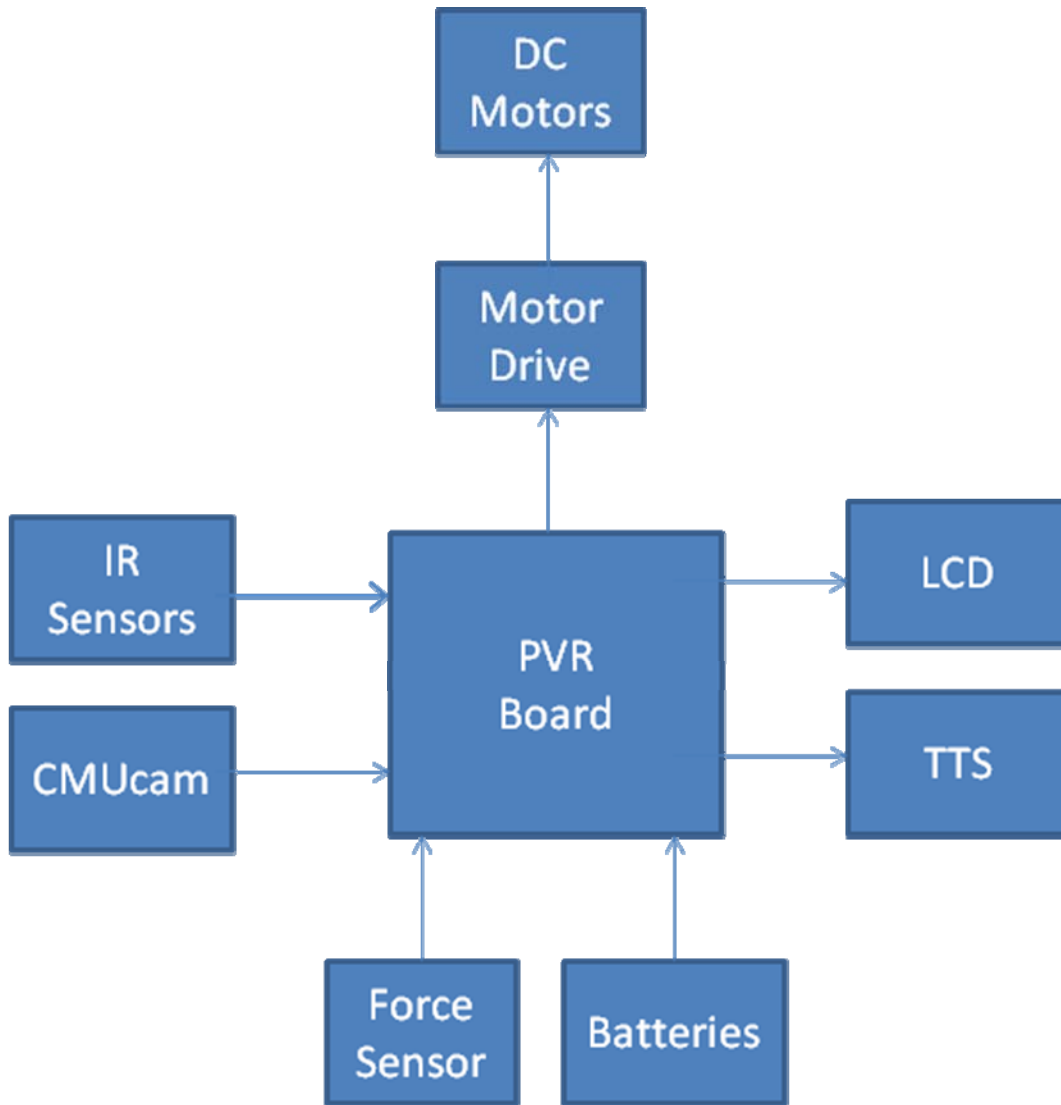 DC
Motors
Motor
Drive
IR
Sensors
PVR
Board
LCD
CMUcam
TTS
Force
Sensor
Batteries